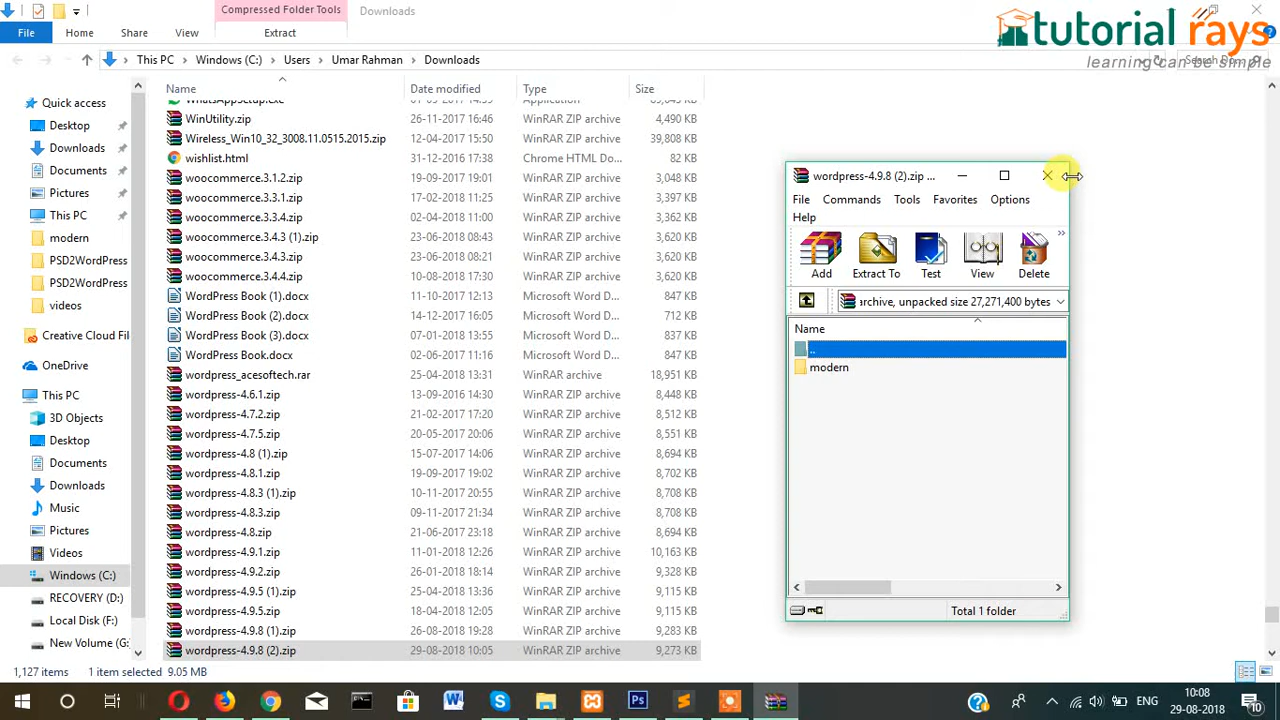 Compressed Folder Tools
Downloads
File
Home
Share
View
Extract
tutorial rays
learning can be simple
This PC
Windows (C:)
Users
Umar Rahman
Downloads
Name
Date modified
Type
Size
WhatsAppSetup.exe
WinUtility.zip 26-11-2017 16:46 WinRAR ZIP archive 4,490 KB
Wireless_Win10_32_3008.11.0515.2015.zip 12-04-2017 15:50 WinRAR ZIP archive 39,808 KB
wishlist.html 31-12-2016 17:38 Chrome HTML Do... 82 KB
woocommerce.3.1.2.zip 19-09-2017 19:01 WinRAR ZIP archive 3,048 KB
woocommerce.3.3.1.zip 17-02-2018 11:25 WinRAR ZIP archive 3,397 KB
woocommerce.3.3.4.zip 02-04-2018 11:00 WinRAR ZIP archive 3,362 KB
woocommerce.3.4.3 (1).zip 23-06-2018 08:43 WinRAR ZIP archive 3,620 KB
woocommerce.3.4.3.zip 23-06-2018 08:21 WinRAR ZIP archive 3,620 KB
woocommerce.3.4.4.zip 10-08-2018 17:30 WinRAR ZIP archive 3,620 KB
WordPress Book (1).docx 11-10-2017 12:13 Microsoft Word D... 847 KB
WordPress Book (2).docx 14-12-2017 16:05 Microsoft Word D... 712 KB
WordPress Book (3).docx 07-01-2018 13:55 Microsoft Word D... 837 KB
WordPress Book.docx 02-06-2017 11:16 Microsoft Word D... 847 KB
wordpress_acesoftech.rar 25-04-2018 13:31 WinRAR archive 18,951 KB
wordpress-4.6.1.zip 13-09-2016 14:30 WinRAR ZIP archive 8,448 KB
wordpress-4.7.2.zip 21-02-2017 17:20 WinRAR ZIP archive 8,512 KB
wordpress-4.7.5.zip 20-05-2017 20:06 WinRAR ZIP archive 8,551 KB
wordpress-4.8 (1).zip 15-07-2017 14:06 WinRAR ZIP archive 8,694 KB
wordpress-4.8.1.zip 19-09-2017 19:02 WinRAR ZIP archive 8,702 KB
wordpress-4.8.3 (1).zip 10-11-2017 20:55 WinRAR ZIP archive 8,708 KB
wordpress-4.8.3.zip 09-11-2017 21:34 WinRAR ZIP archive 8,708 KB
wordpress-4.8.zip 21-06-2017 23:18 WinRAR ZIP archive 8,694 KB
wordpress-4.9.1.zip 11-01-2018 12:26 WinRAR ZIP archive 10,163 KB
wordpress-4.9.2.zip 26-01-2018 18:14 WinRAR ZIP archive 9,328 KB
wordpress-4.9.5 (1).zip 25-04-2018 13:36 WinRAR ZIP archive 9,115 KB
wordpress-4.9.5.zip 18-04-2018 12:05 WinRAR ZIP archive 9,115 KB
wordpress-4.9.8 (1).zip 26-08-2018 19:28 WinRAR ZIP archive 9,283 KB
wordpress-4.9.8 (2).zip 29-08-2018 10:05 WinRAR ZIP archive 9,273 KB
Quick access
Desktop
Downloads
Documents
Pictures
This PC
modern
PSD2WordPress
PSD2WordPress
videos
Creative Cloud Fil
OneDrive
This PC
3D Objects
Desktop
Documents
Downloads
Music
Pictures
Videos
Windows (C:)
RECOVERY (D:)
Local Disk (F:)
New Volume (G:
wordpress-4.9.8 (2).zip ...
File
Commands
Tools
Favorites
Options
Help
Add
Extract To
Test
View
Delete
archive, unpacked size 27,271,400 bytes
Name
..
modern
Total 1 folder
1,127 items
1 item selected 9.05 MB
ENG
10:08
29-08-2018
10